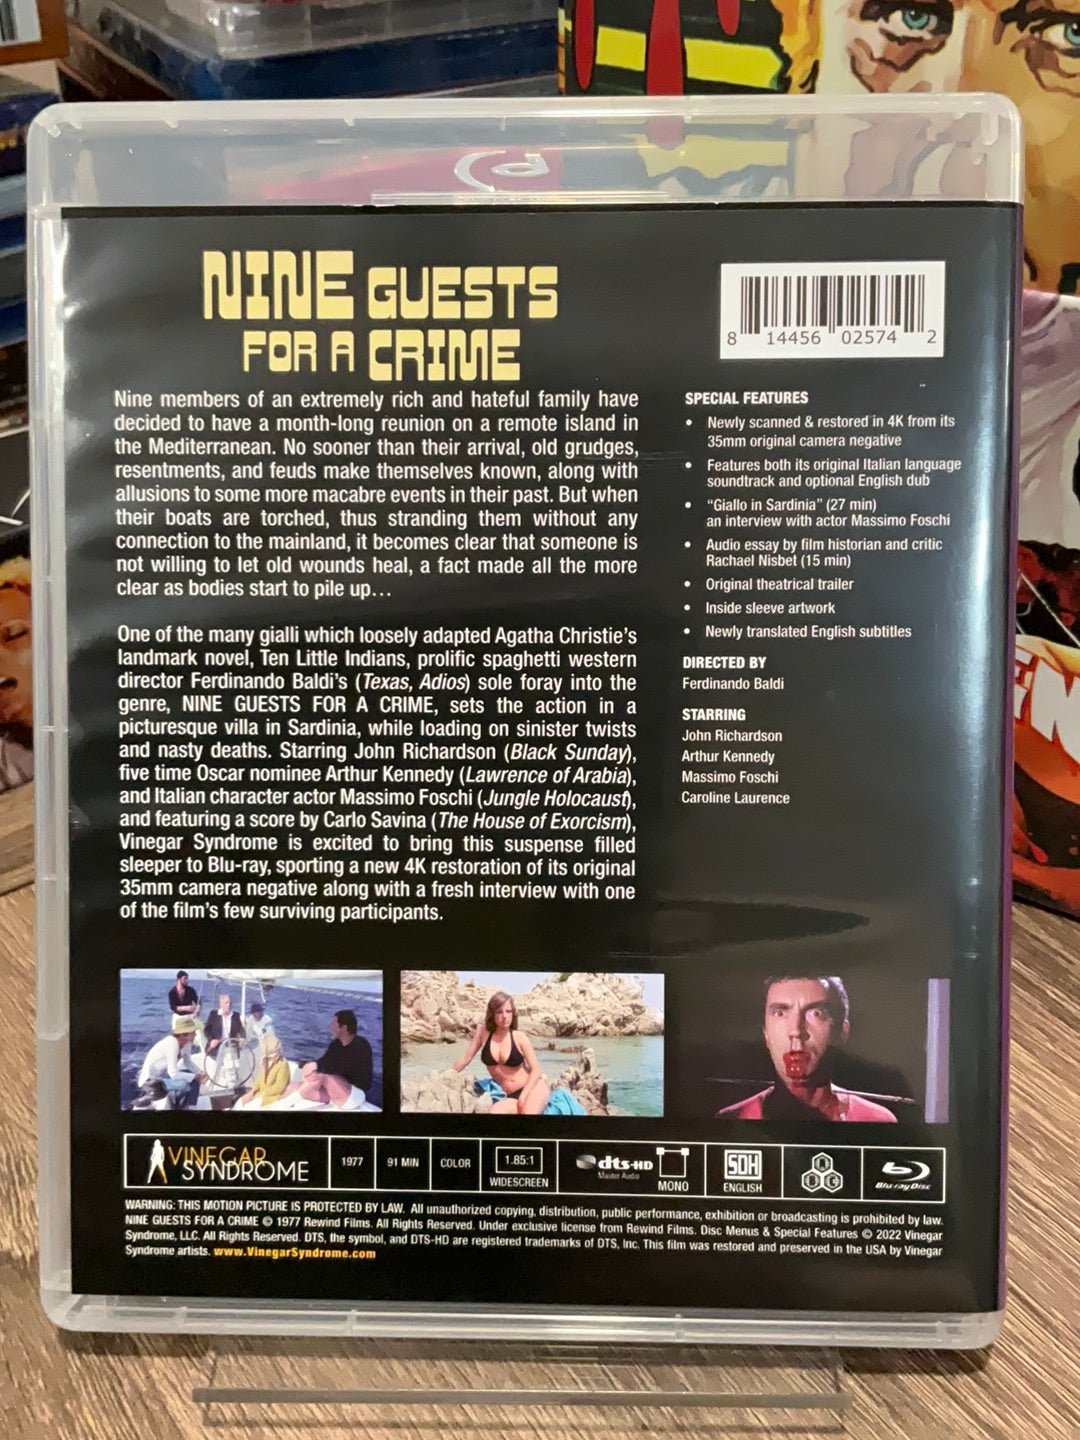 NINE GUESTS
FOR A CRIME
8 14456 02574 2
Nine members of an extremely rich and hateful family have
decided to have a month-long reunion on a remote island in
the Mediterranean. No sooner than their arrival, old grudges,
resentments, and feuds make themselves known, along with
allusions to some more macabre events in their past. But when
their boats are torched, thus stranding them without any
connection to the mainland, it becomes clear that someone is
not willing to let old wounds heal, a fact made all the more
clear as bodies start to pile up...
One of the many gialli which loosely adapted Agatha Christie's
landmark novel, Ten Little Indians, prolific spaghetti western
director Ferdinando Baldi's (Texas, Adios) sole foray into the
genre, NINE GUESTS FOR A CRIME, sets the action in a
picturesque villa in Sardinia, while loading on sinister twists
and nasty deaths. Starring John Richardson (Black Sunday),
five time Oscar nominee Arthur Kennedy (Lawrence of Arabia),
and Italian character actor Massimo Foschi (Jungle Holocaust),
and featuring a score by Carlo Savina (The House of Exorcism),
Vinegar Syndrome is excited to bring this suspense filled
sleeper to Blu-ray, sporting a new 4K restoration of its original
35mm camera negative along with a fresh interview with one
of the film's few surviving participants.
SPECIAL FEATURES
• Newly scanned & restored in 4K from its
35mm original camera negative
• Features both its original Italian language
soundtrack and optional English dub
• "Giallo in Sardinia" (27 min)
an interview with actor Massimo Foschi
• Audio essay by film historian and critic
Rachael Nisbet (15 min)
• Original theatrical trailer
• Inside sleeve artwork
• Newly translated English subtitles
DIRECTED BY
Ferdinando Baldi
STARRING
John Richardson
Arthur Kennedy
Massimo Foschi
Caroline Laurence
VINEGAR
SYNDROME
1977
91 MIN
COLOR
1.85:1
WIDESCREEN
dts-HD
Master Audio
MONO
SDH
ENGLISH
Blu-ray Disc
WARNING: THIS MOTION PICTURE IS PROTECTED BY LAW. All unauthorized copying, distribution, public performance, exhibition or broadcasting is prohibited by law.
NINE GUESTS FOR A CRIME © 1977 Rewind Films. All Rights Reserved. Under exclusive license from Rewind Films. Disc Menus & Special Features © 2022 Vinegar
Syndrome, LLC. All Rights Reserved. DTS, the symbol, and DTS-HD are registered trademarks of DTS, Inc. This film was restored and preserved in the USA by Vinegar
Syndrome artists. www.VinegarSyndrome.com